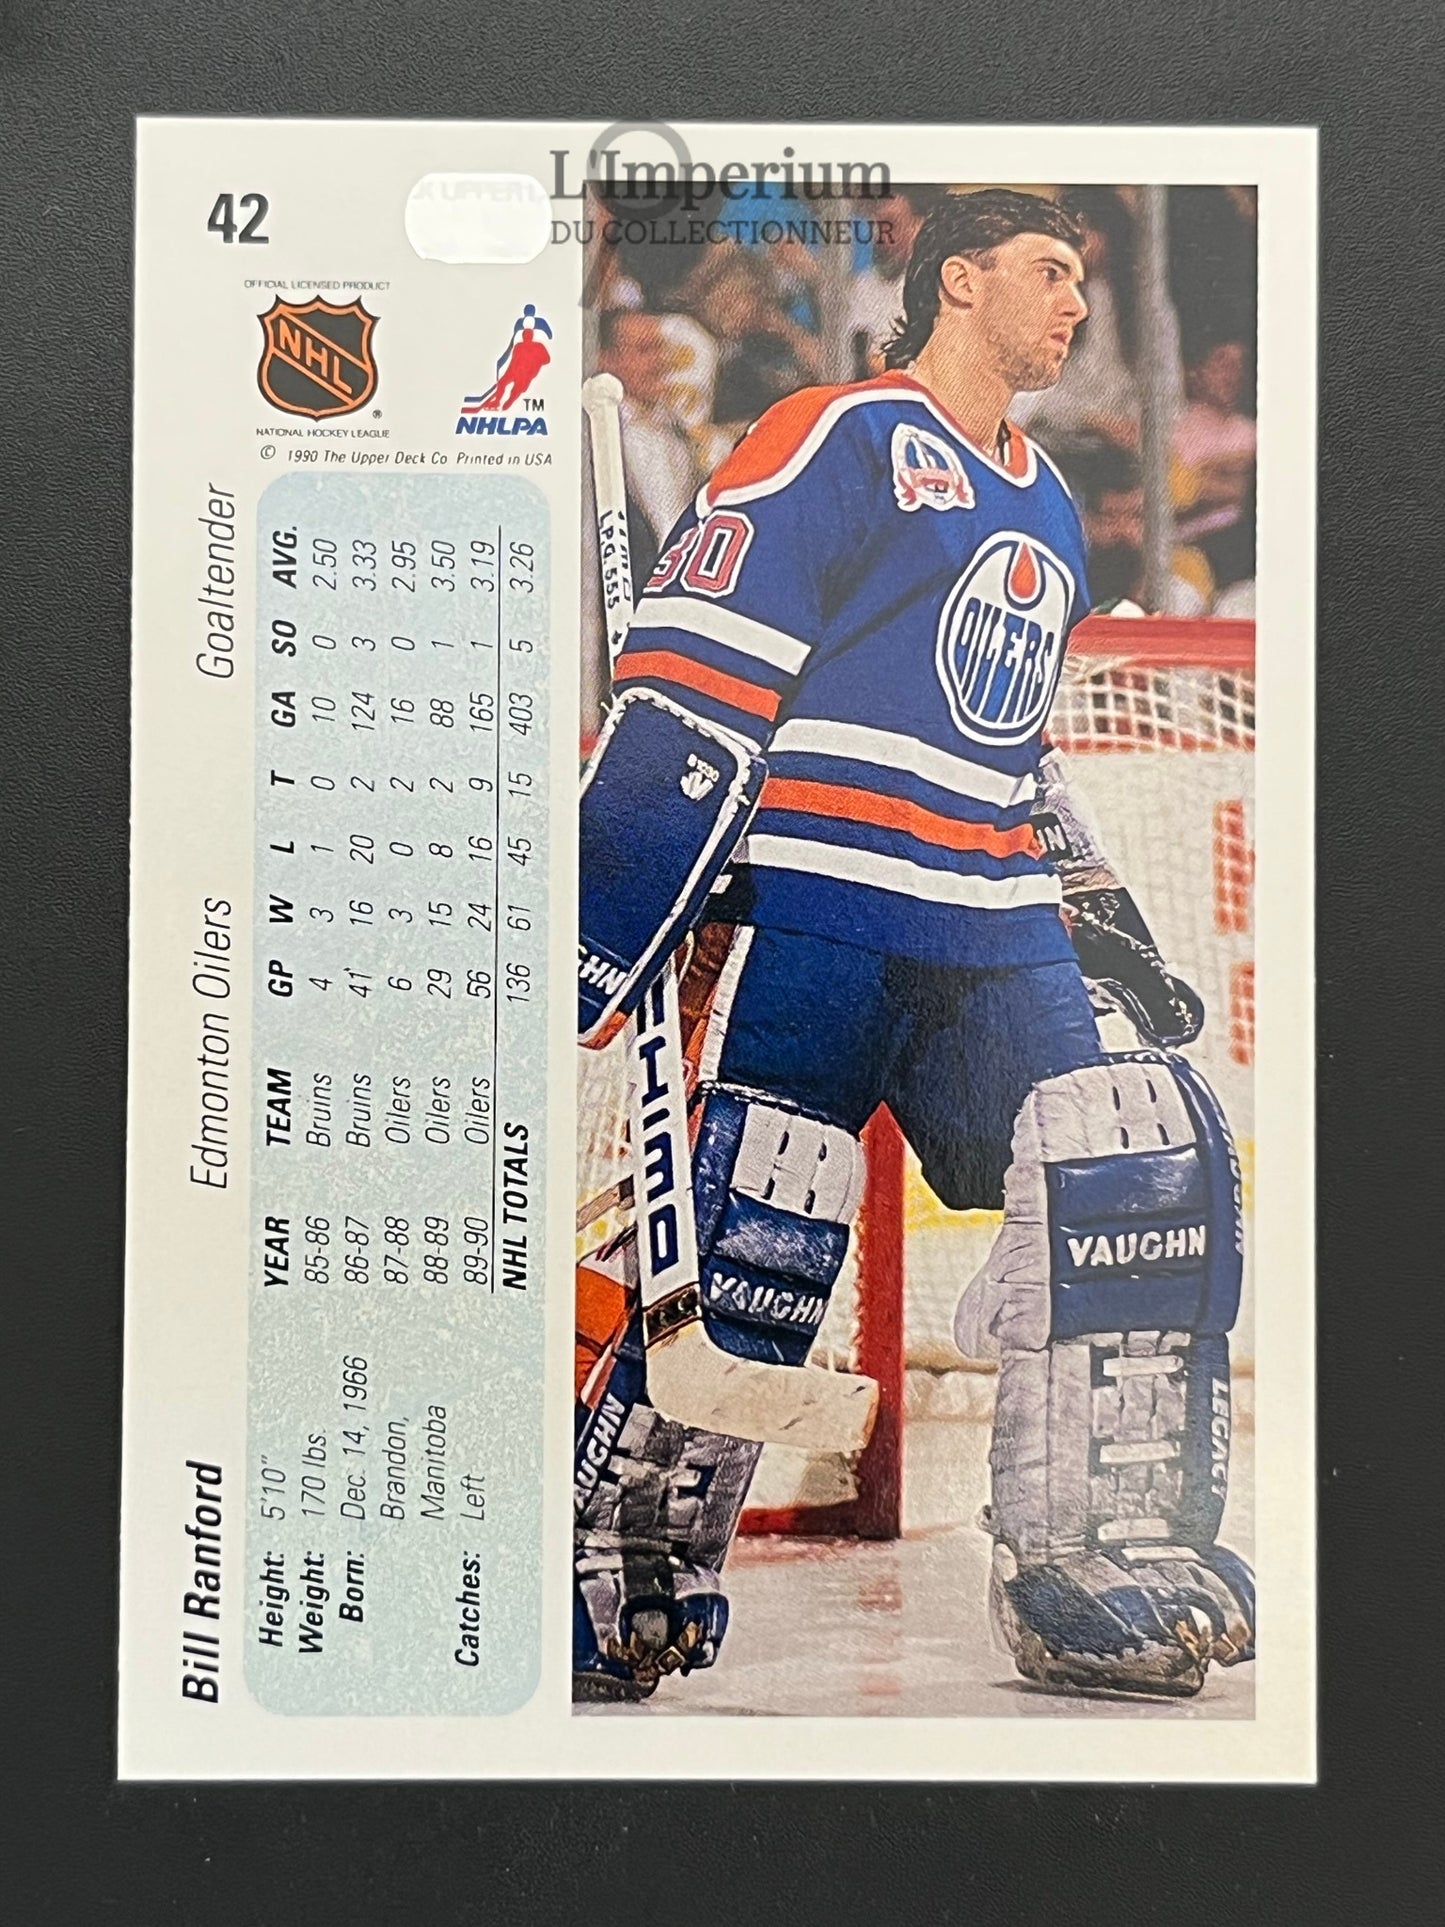 L'Imperium
DU COLLECTIONNEUR
42
OFFICIAL LICENSED PRODUCT
NHL
®
NATIONAL HOCKEY LEAGUE
TM
NHLPA
© 1990 The Upper Deck Co. Printed in USA
Bill Ranford Edmonton Oilers Goaltender
Height: 5'10"
Weight: 170 lbs.
Born: Dec. 14, 1966
Brandon,
Manitoba
Catches: Left
YEAR TEAM GP W L T GA SO AVG.
85-86 Bruins 4 3 1 0 10 0 2.50
86-87 Bruins 41 16 20 2 124 3 3.33
87-88 Oilers 6 3 0 2 16 0 2.95
88-89 Oilers 29 15 8 2 88 1 3.50
89-90 Oilers 56 24 16 9 165 1 3.19
NHL TOTALS 136 61 45 15 403 5 3.26
30
OILERS
LPG 555
HN
VAUGHN
VAUGHN
AUGHN
LEGACY